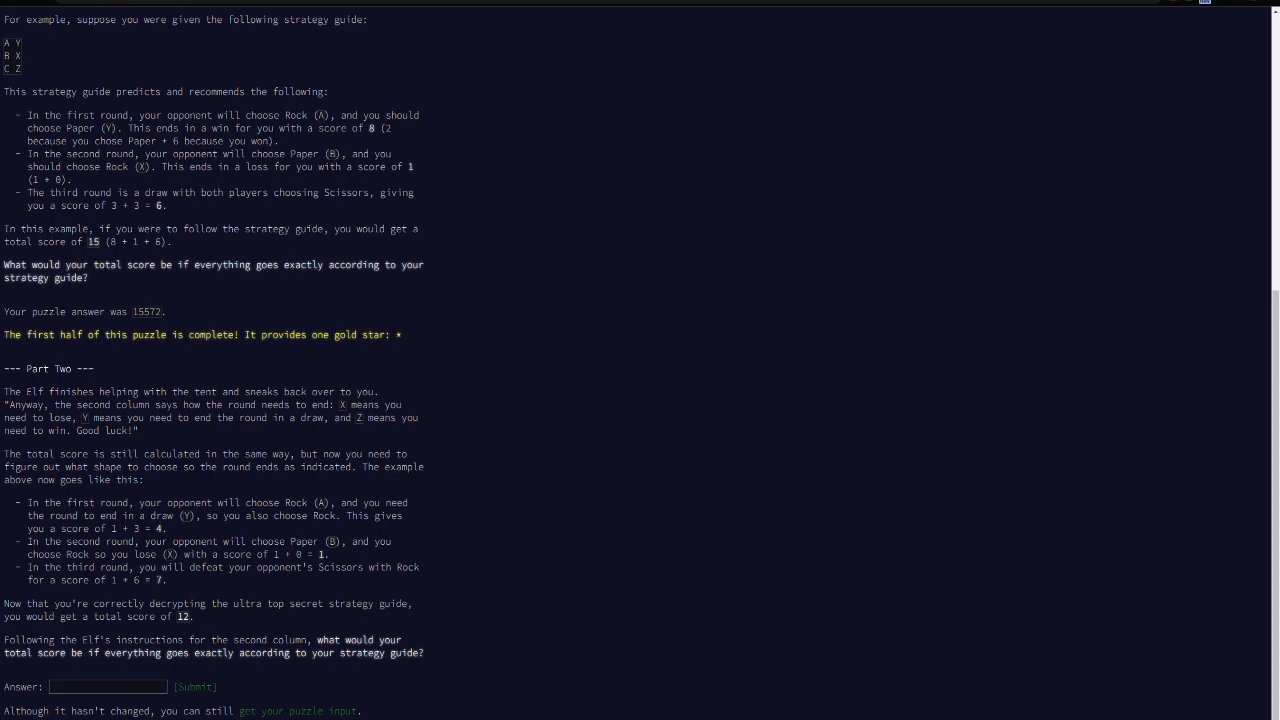 For example, suppose you were given the following strategy guide:
A Y
B X
C Z
This strategy guide predicts and recommends the following:
- In the first round, your opponent will choose Rock (A), and you should
choose Paper (Y). This ends in a win for you with a score of 8 (2
because you chose Paper + 6 because you won).
- In the second round, your opponent will choose Paper (B), and you
should choose Rock (X). This ends in a loss for you with a score of 1
(1 + 0).
- The third round is a draw with both players choosing Scissors, giving
you a score of 3 + 3 = 6.
In this example, if you were to follow the strategy guide, you would get a
total score of 15 (8 + 1 + 6).
What would your total score be if everything goes exactly according to your
strategy guide?
Your puzzle answer was 15572.
The first half of this puzzle is complete! It provides one gold star: *
--- Part Two ---
The Elf finishes helping with the tent and sneaks back over to you.
"Anyway, the second column says how the round needs to end: X means you
need to lose, Y means you need to end the round in a draw, and Z means you
need to win. Good luck!"
The total score is still calculated in the same way, but now you need to
figure out what shape to choose so the round ends as indicated. The example
above now goes like this:
- In the first round, your opponent will choose Rock (A), and you need
the round to end in a draw (Y), so you also choose Rock. This gives
you a score of 1 + 3 = 4.
- In the second round, your opponent will choose Paper (B), and you
choose Rock so you lose (X) with a score of 1 + 0 = 1.
- In the third round, you will defeat your opponent's Scissors with Rock
for a score of 1 + 6 = 7.
Now that you're correctly decrypting the ultra top secret strategy guide,
you would get a total score of 12.
Following the Elf's instructions for the second column, what would your
total score be if everything goes exactly according to your strategy guide?
Answer: [Submit]
Although it hasn't changed, you can still get your puzzle input.